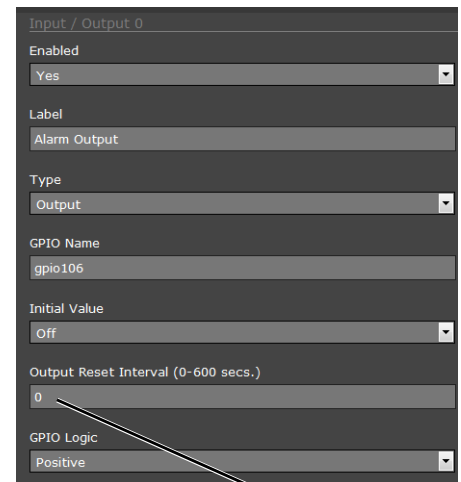 Input / Output 0
Enabled
Yes
Label
Alarm Output
Type
Output
GPIO Name
gpio106
Initial Value
Off
Output Reset Interval (0-600 secs.)
0
GPIO Logic
Positive